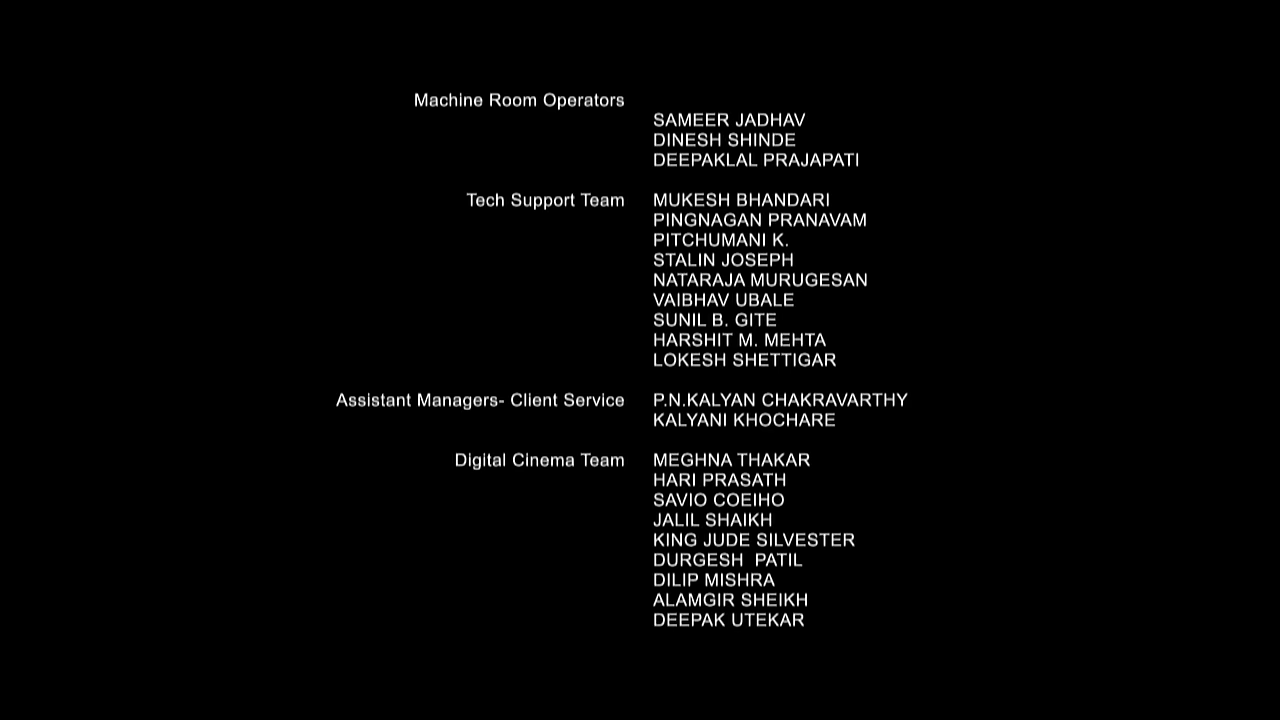 Machine Room Operators
SAMEER JADHAV
DINESH SHINDE
DEEPAKLAL PRAJAPATI
Tech Support Team MUKESH BHANDARI
PINGNAGAN PRANAVAM
PITCHUMANI K.
STALIN JOSEPH
NATARAJA MURUGESAN
VAIBHAV UBALE
SUNIL B. GITE
HARSHIT M. MEHTA
LOKESH SHETTIGAR
Assistant Managers- Client Service P.N.KALYAN CHAKRAVARTHY
KALYANI KHOCHARE
Digital Cinema Team MEGHNA THAKAR
HARI PRASATH
SAVIO COEIHO
JALIL SHAIKH
KING JUDE SILVESTER
DURGESH  PATIL
DILIP MISHRA
ALAMGIR SHEIKH
DEEPAK UTEKAR